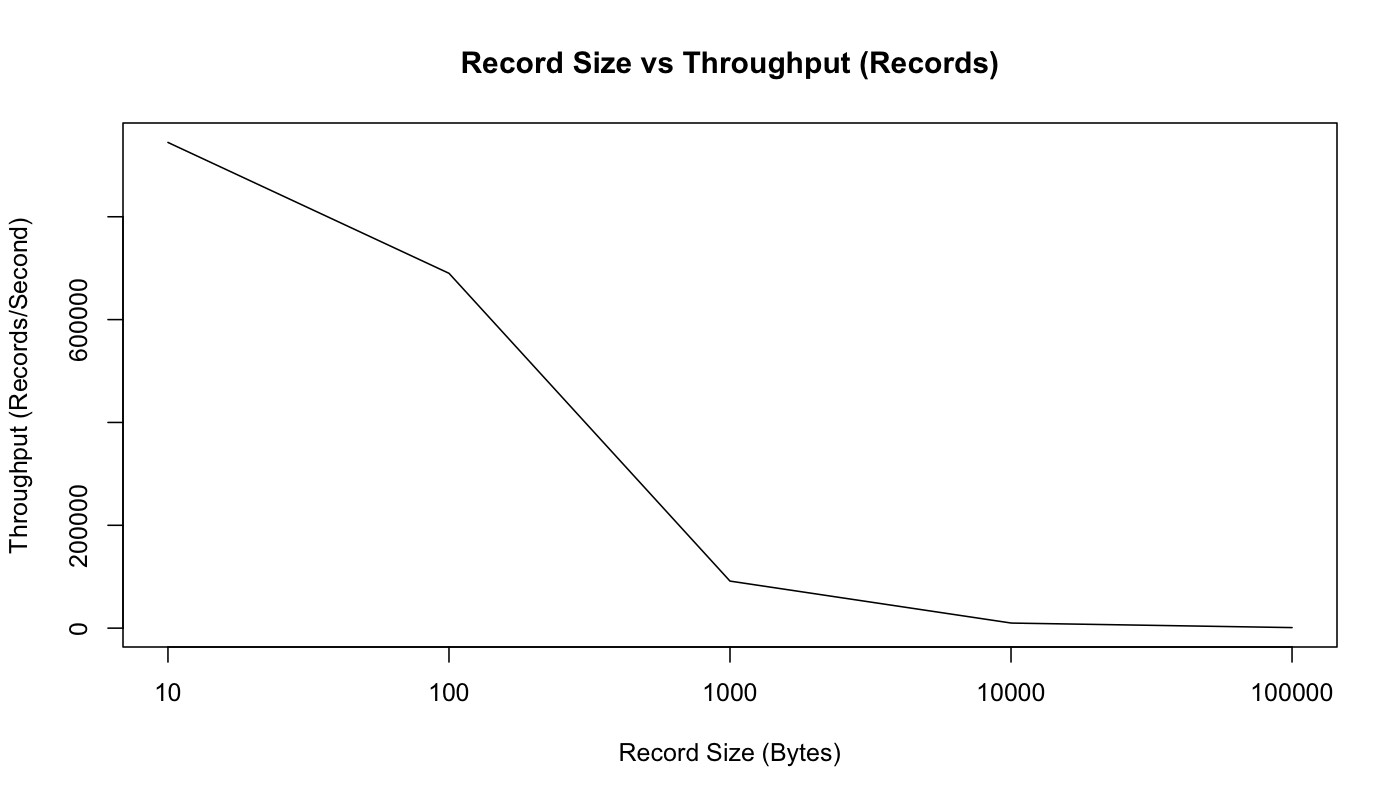 Record Size vs Throughput (Records)
Throughput (Records/Second)
600000
200000
0
10 100 1000 10000 100000
Record Size (Bytes)